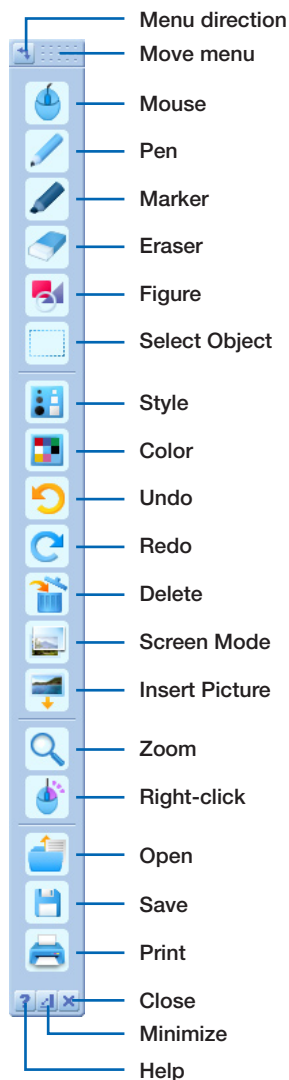 Menu direction
Move menu
Mouse
Pen
Marker
Eraser
Figure
Select Object
Style
Color
Undo
Redo
Delete
Screen Mode
Insert Picture
Zoom
Right-click
Open
Save
Print
Close
Minimize
Help
?